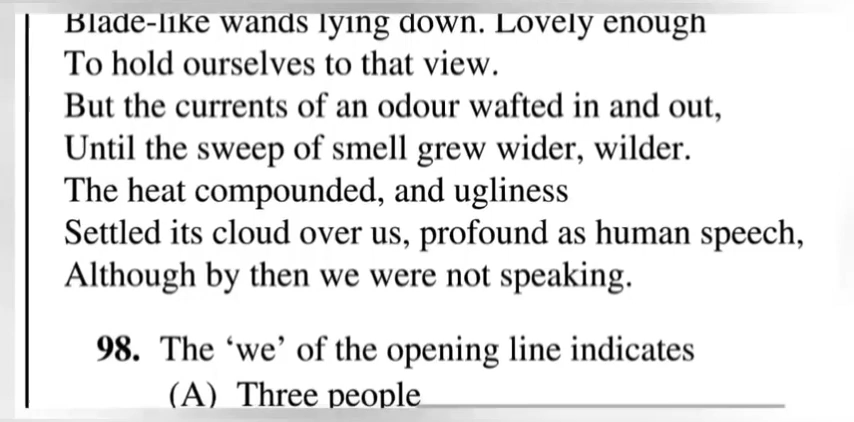 Blade-like wands lying down. Lovely enough
To hold ourselves to that view.
But the currents of an odour wafted in and out,
Until the sweep of smell grew wider, wilder.
The heat compounded, and ugliness
Settled its cloud over us, profound as human speech,
Although by then we were not speaking.
98. The ‘we’ of the opening line indicates
(A) Three people